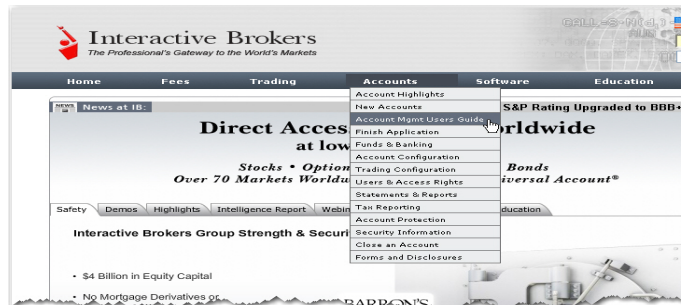 Interactive Brokers
The Professional's Gateway to the World's Markets
Home Fees Trading Accounts Software Education
Account Highlights
New Accounts
Account Mgmt Users Guide
Finish Application
Funds & Banking
Account Configuration
Trading Configuration
Users & Access Rights
Statements & Reports
Tax Reporting
Account Protection
Security Information
Close an Account
Forms and Disclosures
NEWS News at IB: S&P Rating Upgraded to BBB+
Direct Acces rldwide
at low
Stocks • Option Bonds
Over 70 Markets Worldw iversal Account®
Safety Demos Highlights Intelligence Report Webin ducation
Interactive Brokers Group Strength & Securi
• $4 Billion in Equity Capital
• No Mortgage Derivatives or
BARRON'S